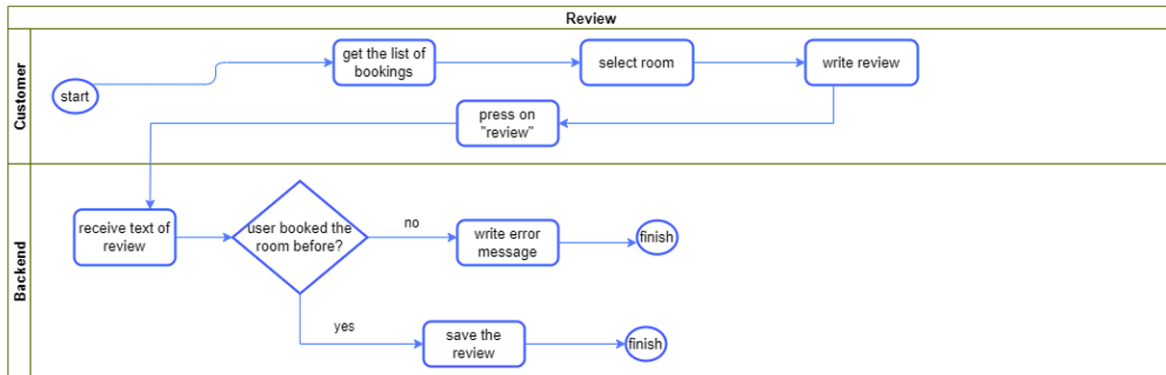 Review
Customer
start
get the list of
bookings
select room
write review
press on
"review"
Backend
receive text of
review
user booked the
room before?
no
write error
message
finish
yes
save the
review
finish